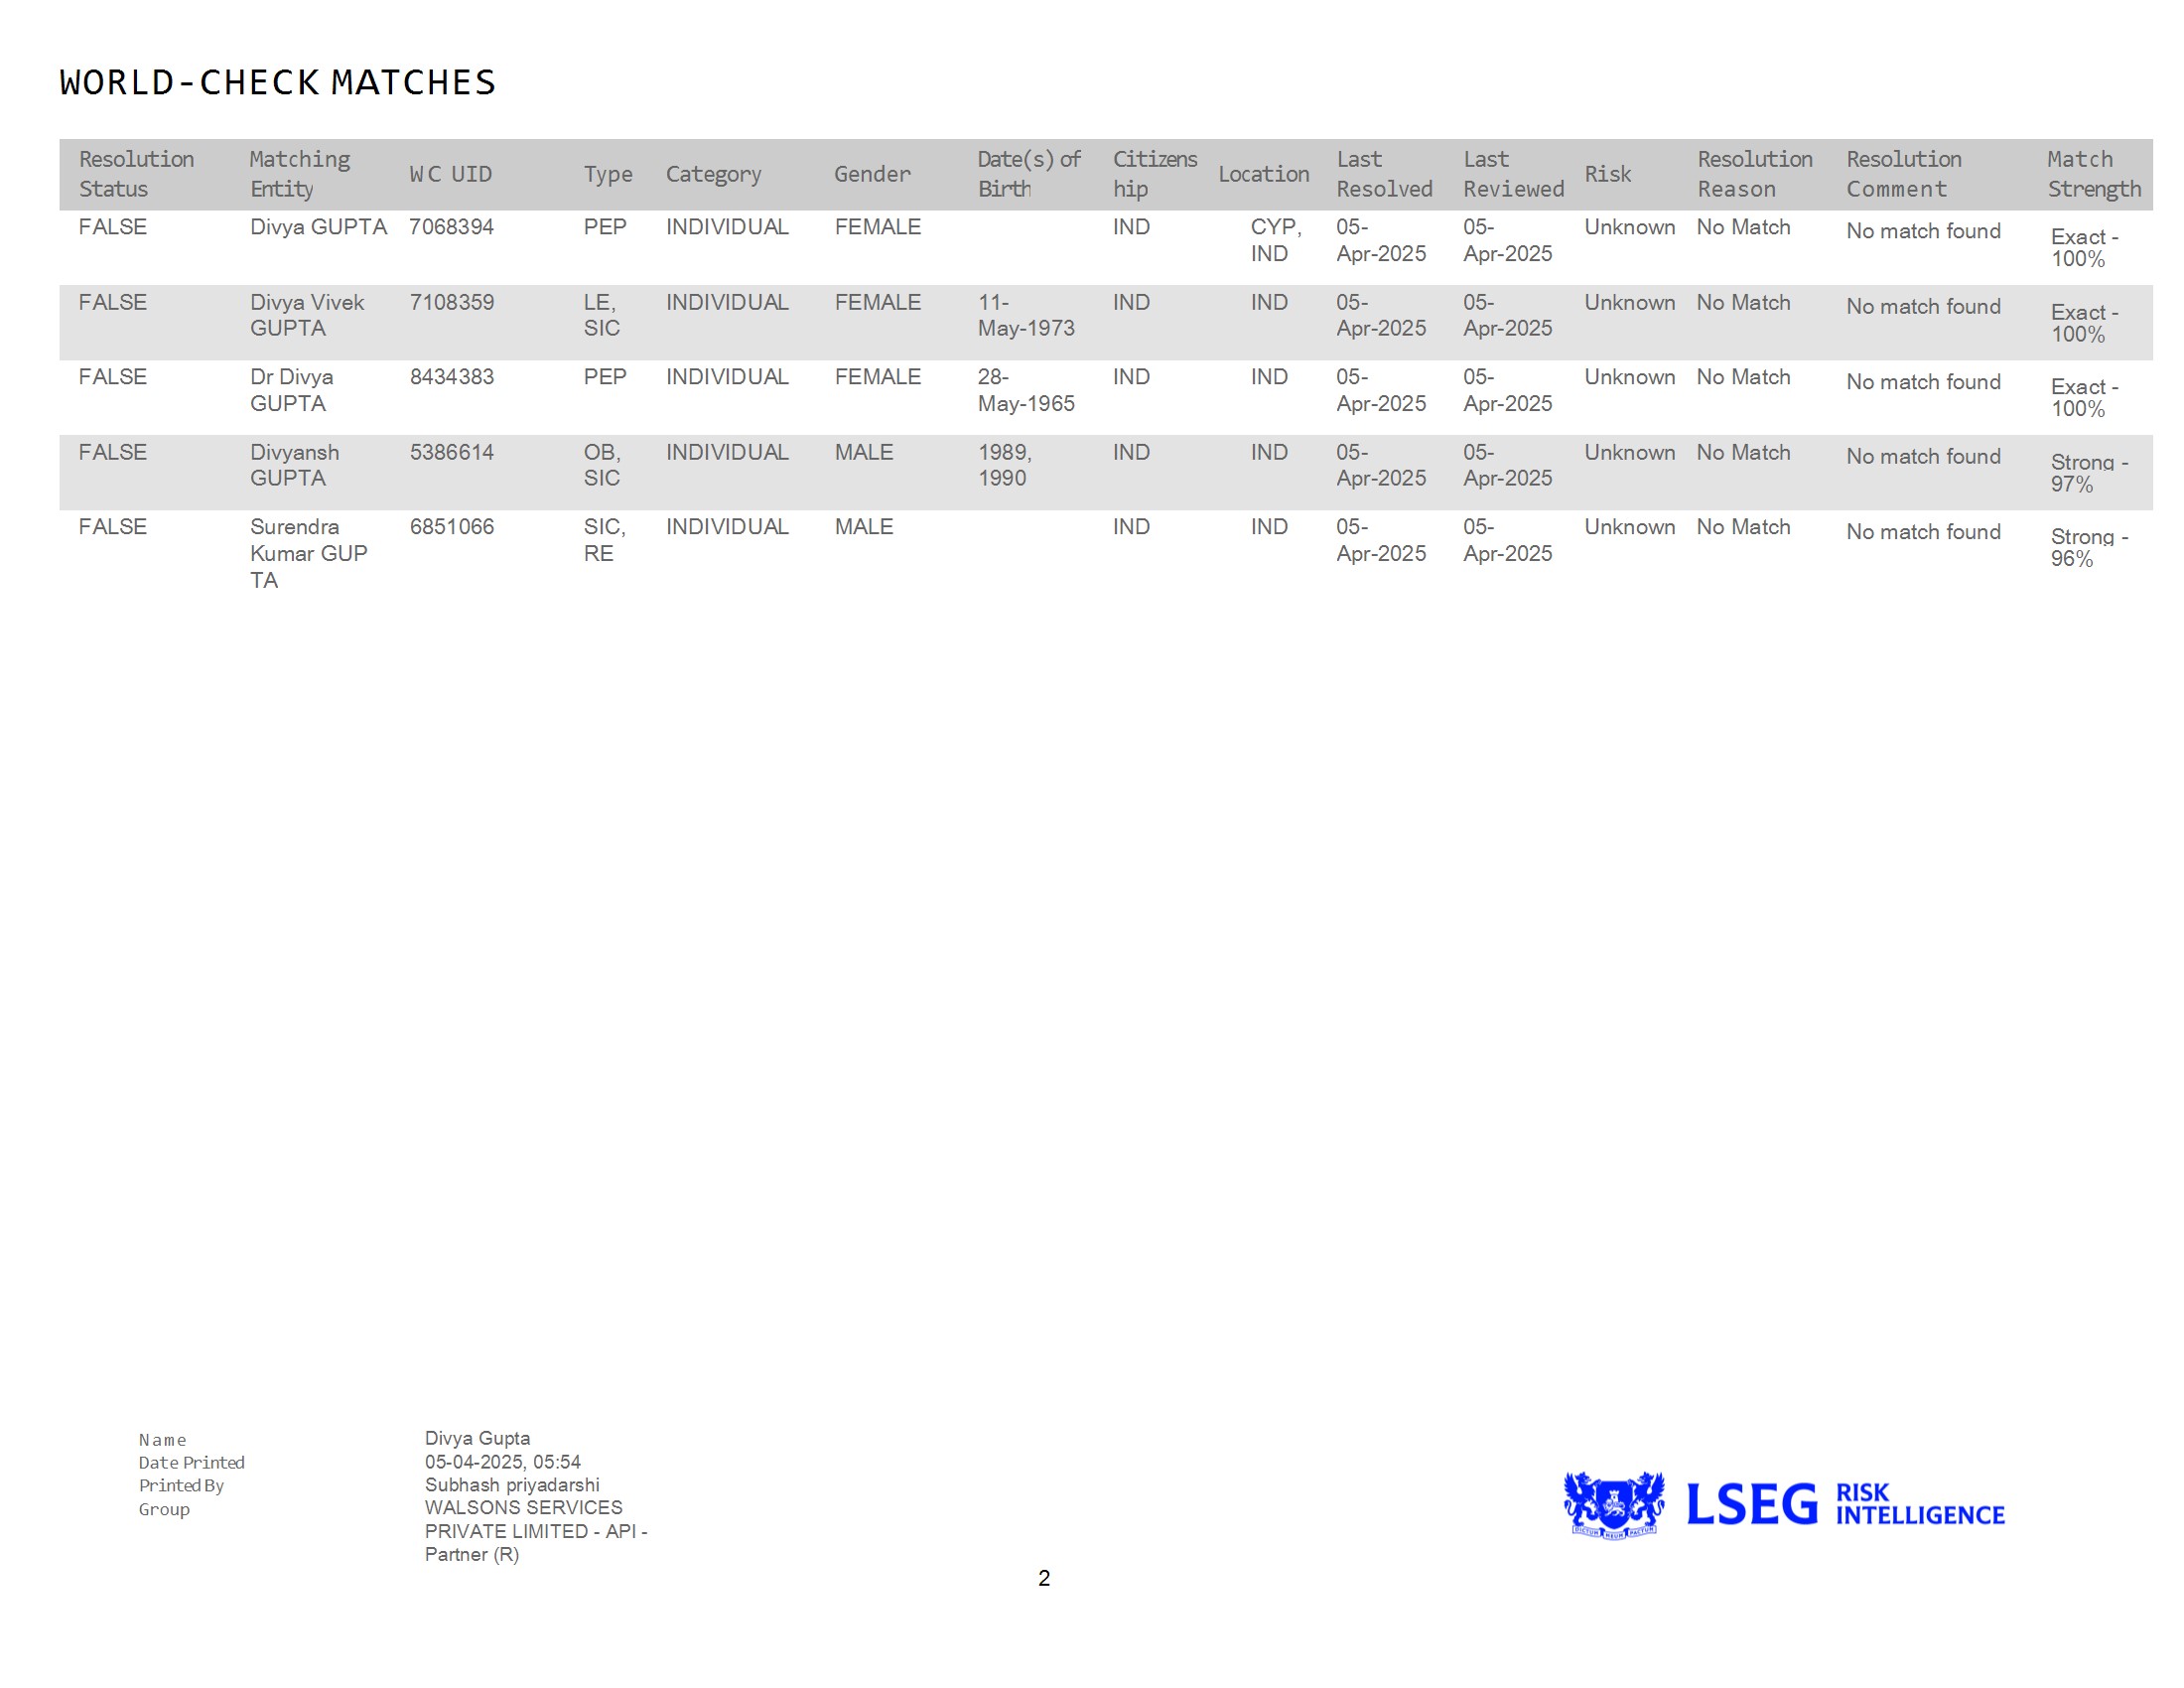 WORLD-CHECK MATCHES
Resolution Status Matching Entity WC UID Type Category Gender Date(s) of Birth Citizens hip Location Last Resolved Last Reviewed Risk Resolution Reason Resolution Comment Match Strength
FALSE Divya GUPTA 7068394 PEP INDIVIDUAL FEMALE IND CYP, IND 05-Apr-2025 05-Apr-2025 Unknown No Match No match found Exact - 100%
FALSE Divya Vivek GUPTA 7108359 LE, SIC INDIVIDUAL FEMALE 11-May-1973 IND IND 05-Apr-2025 05-Apr-2025 Unknown No Match No match found Exact - 100%
FALSE Dr Divya GUPTA 8434383 PEP INDIVIDUAL FEMALE 28-May-1965 IND IND 05-Apr-2025 05-Apr-2025 Unknown No Match No match found Exact - 100%
FALSE Divyansh GUPTA 5386614 OB, SIC INDIVIDUAL MALE 1989, 1990 IND IND 05-Apr-2025 05-Apr-2025 Unknown No Match No match found Strong - 97%
FALSE Surendra Kumar GUP TA 6851066 SIC, RE INDIVIDUAL MALE IND IND 05-Apr-2025 05-Apr-2025 Unknown No Match No match found Strong - 96%
Name Divya Gupta
Date Printed 05-04-2025, 05:54
Printed By Subhash priyadarshi
Group WALSONS SERVICES
PRIVATE LIMITED - API -
Partner (R)
DICTUM MEUM PACTUM
LSEG RISK INTELLIGENCE
2